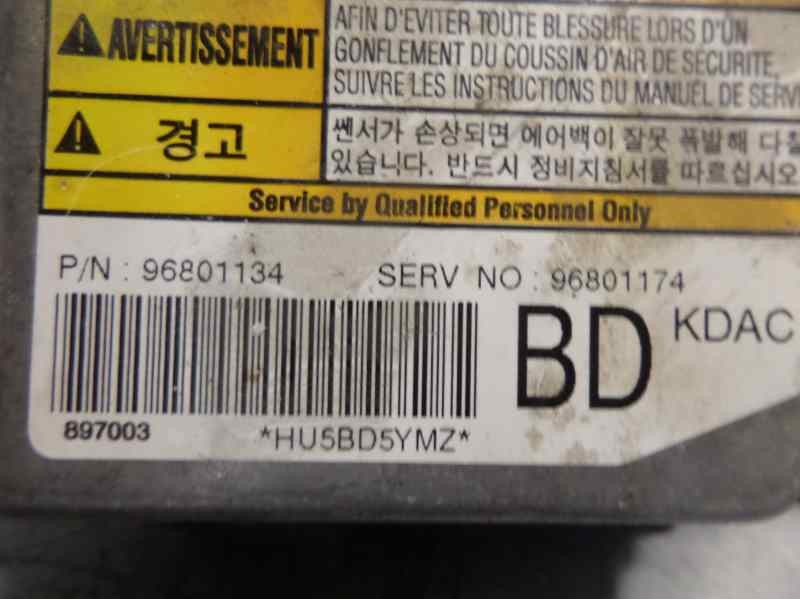 AVERTISSEMENT
AFIN D'EVITER TOUTE BLESSURE LORS D'UN
GONFLEMENT DU COUSSIN D'AIR DE SECURITE,
SUIVRE LES INSTRUCTIONS DU MANUEL DE SERVI
경고
쎈서가 손상되면 에어백이 잘못 폭발해 다칠
있습니다. 반드시 정비지침서를 따르십시오
Service by Qualified Personnel Only
P/N : 96801134 SERV NO : 96801174
BD KDAC
897003 *HU5BD5YMZ*